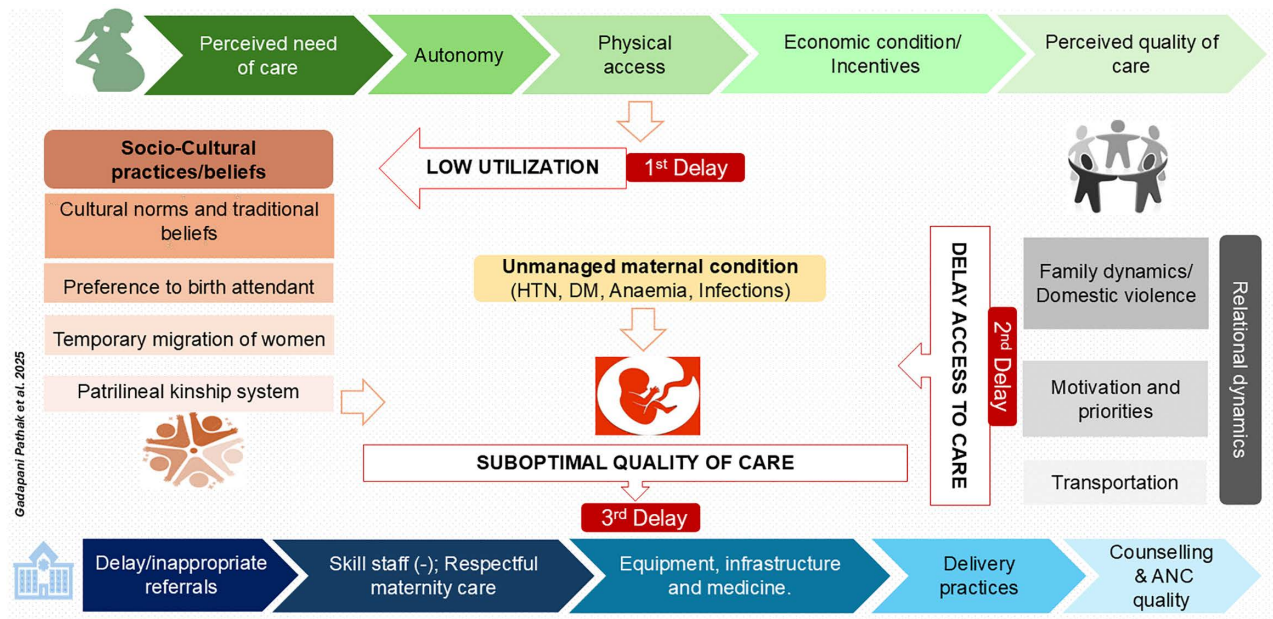 Perceived need
of care
Autonomy
Physical
access
Economic condition/
Incentives
Perceived quality of
care
Socio-Cultural
practices/beliefs
Cultural norms and traditional
beliefs
Preference to birth attendant
Temporary migration of women
Patrilineal kinship system
LOW UTILIZATION
1st Delay
Unmanaged maternal condition
(HTN, DM, Anaemia, Infections)
DELAY ACCESS TO CARE
2nd Delay
Family dynamics/
Domestic violence
Motivation and
priorities
Transportation
Relational dynamics
SUBOPTIMAL QUALITY OF CARE
3rd Delay
Delay/inappropriate
referrals
Skill staff (-); Respectful
maternity care
Equipment, infrastructure
and medicine.
Delivery
practices
Counselling
& ANC
quality
Gadapani Pathak et al. 2025